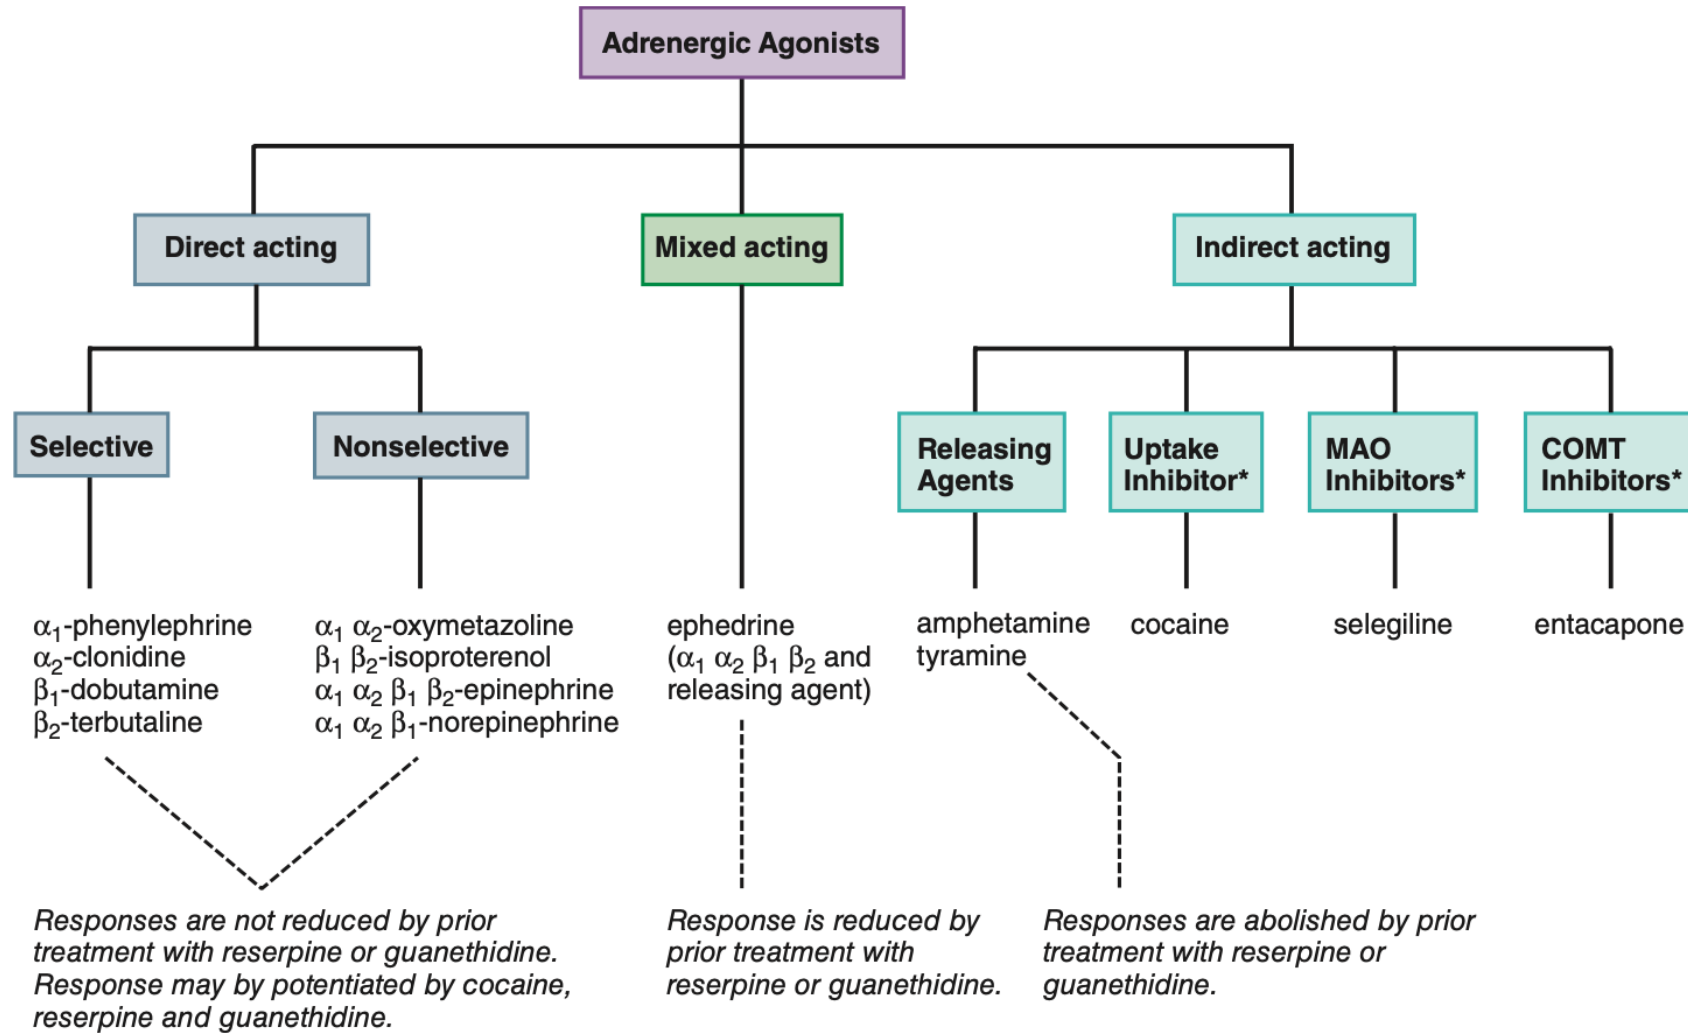 Adrenergic Agonists
Direct acting
Mixed acting
Indirect acting
Selective
Nonselective
Releasing
Agents
Uptake
Inhibitor*
MAO
Inhibitors*
COMT
Inhibitors*
α₁-phenylephrine
α₂-clonidine
β₁-dobutamine
β₂-terbutaline
α₁ α₂-oxymetazoline
β₁ β₂-isoproterenol
α₁ α₂ β₁ β₂-epinephrine
α₁ α₂ β₁-norepinephrine
ephedrine
(α₁ α₂ β₁ β₂ and
releasing agent)
amphetamine
tyramine
cocaine
selegiline
entacapone
Responses are not reduced by prior
treatment with reserpine or guanethidine.
Response may by potentiated by cocaine,
reserpine and guanethidine.
Response is reduced by
prior treatment with
reserpine or guanethidine.
Responses are abolished by prior
treatment with reserpine or
guanethidine.